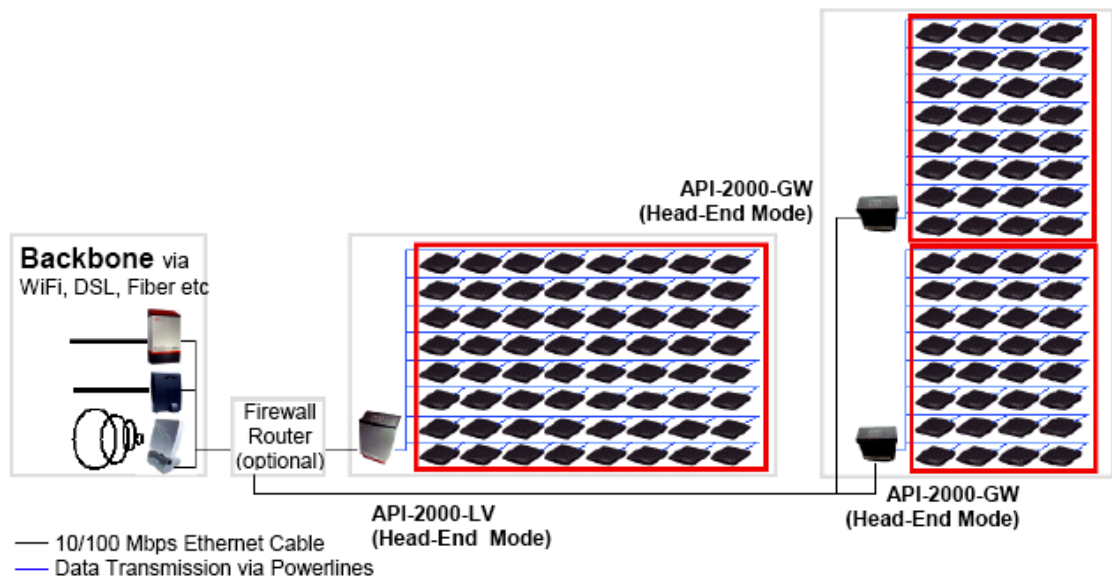 API-2000-GW
(Head-End Mode)
Backbone via
WiFi, DSL, Fiber etc
Firewall
Router
(optional)
API-2000-LV
(Head-End Mode)
API-2000-GW
(Head-End Mode)
10/100 Mbps Ethernet Cable
Data Transmission via Powerlines